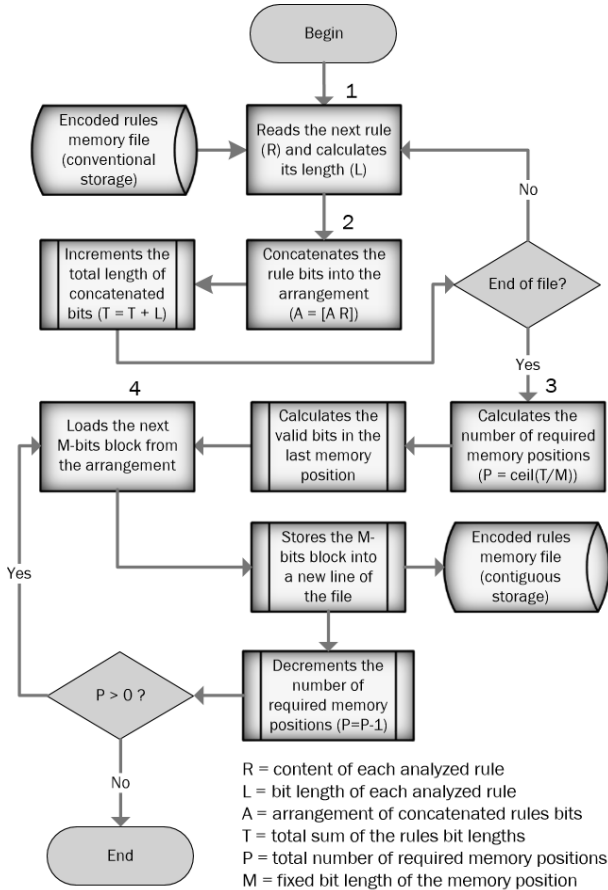 Begin
1
Encoded rules
memory file
(conventional
storage)
Reads the next rule
(R) and calculates
its length (L)
No
2
Increments the
total length of
concatenated
bits (T = T + L)
Concatenates the
rule bits into the
arrangement
(A = [A R])
End of file?
Yes
4
3
Loads the next
M-bits block from
the arrangement
Calculates the
valid bits in the
last memory
position
Calculates the
number of required
memory positions
(P = ceil(T/M))
Stores the M-
bits block into
a new line of
the file
Encoded rules
memory file
(contiguous
storage)
Yes
P > 0 ?
Decrements the
number of
required memory
positions (P=P-1)
No
End
R = content of each analyzed rule
L = bit length of each analyzed rule
A = arrangement of concatenated rules bits
T = total sum of the rules bit lengths
P = total number of required memory positions
M = fixed bit length of the memory position